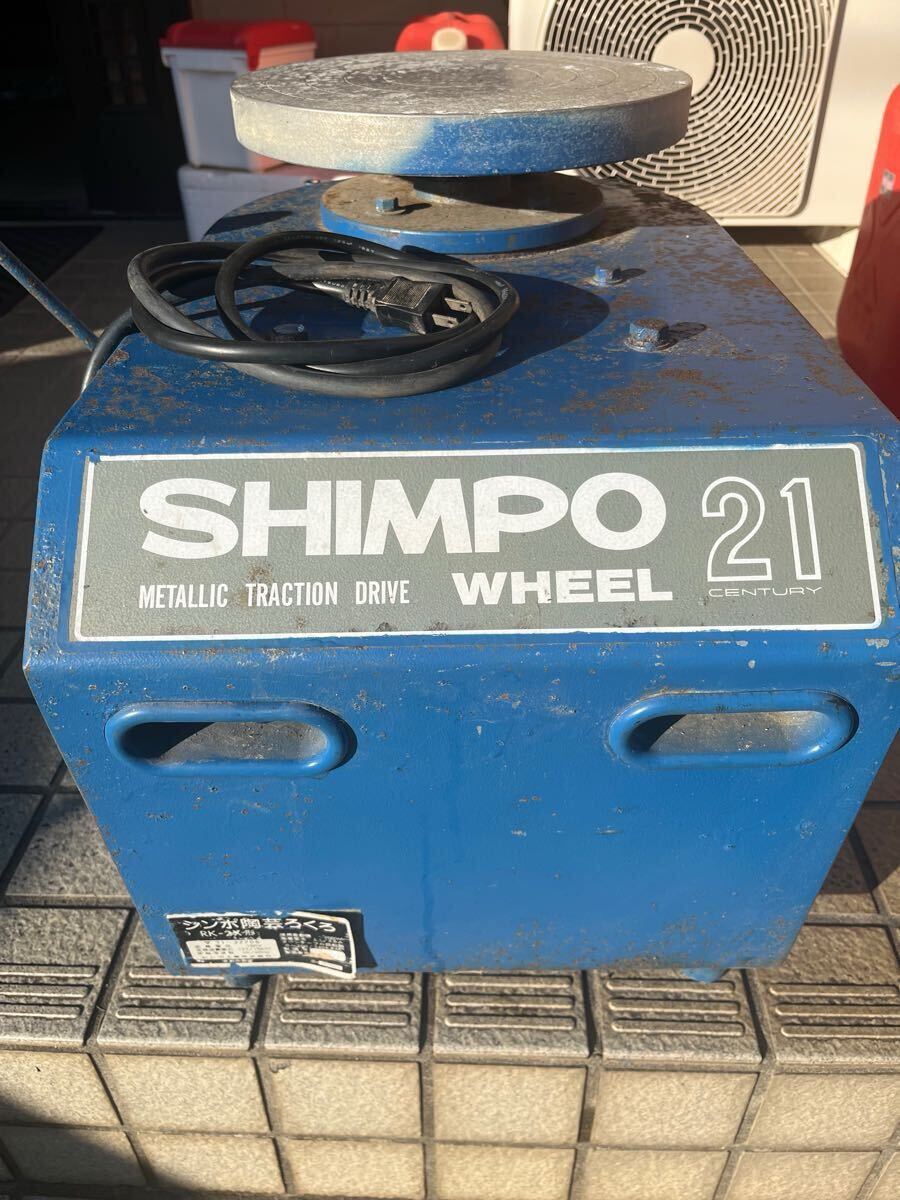 SHIMPO
METALLIC TRACTION DRIVE WHEEL
21
CENTURY
シンポ陶芸ろくろ